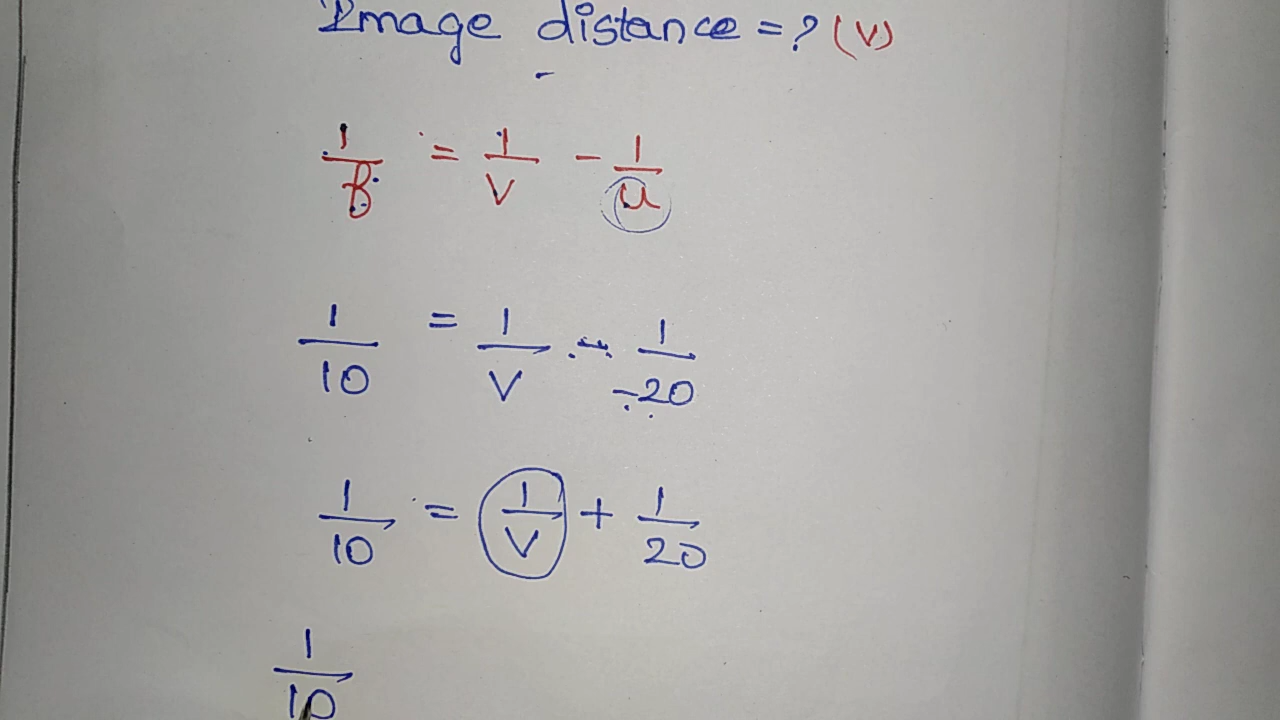 Image distance = ? (v)
1/f = 1/v - 1/u
1/10 = 1/v - 1/-20
1/10 = 1/v + 1/20
1/10